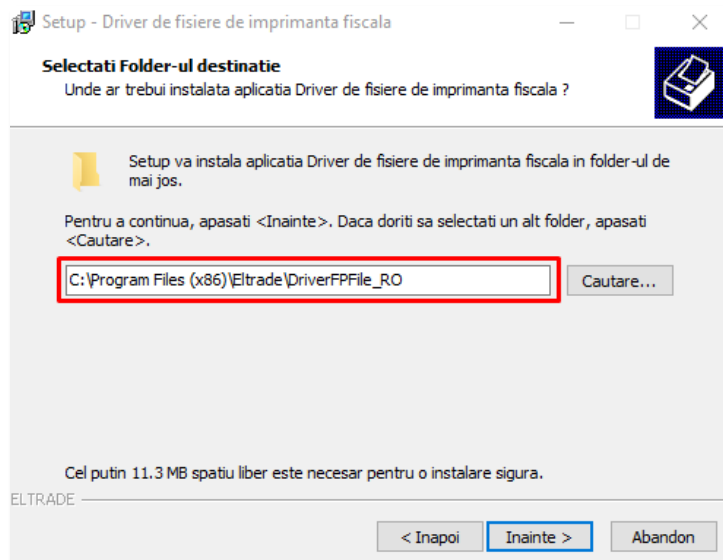 Setup - Driver de fisiere de imprimanta fiscala
Selectati Folder-ul destinatie
Unde ar trebui instalata aplicatia Driver de fisiere de imprimanta fiscala ?
Setup va instala aplicatia Driver de fisiere de imprimanta fiscala in folder-ul de
mai jos.
Pentru a continua, apasati <Inainte>. Daca doriti sa selectati un alt folder, apasati
<Cautare>.
C:\Program Files (x86)\Eltrade\DriverFPFile_RO
Cautare...
Cel putin 11.3 MB spatiu liber este necesar pentru o instalare sigura.
ELTRADE
< Inapoi
Inainte >
Abandon